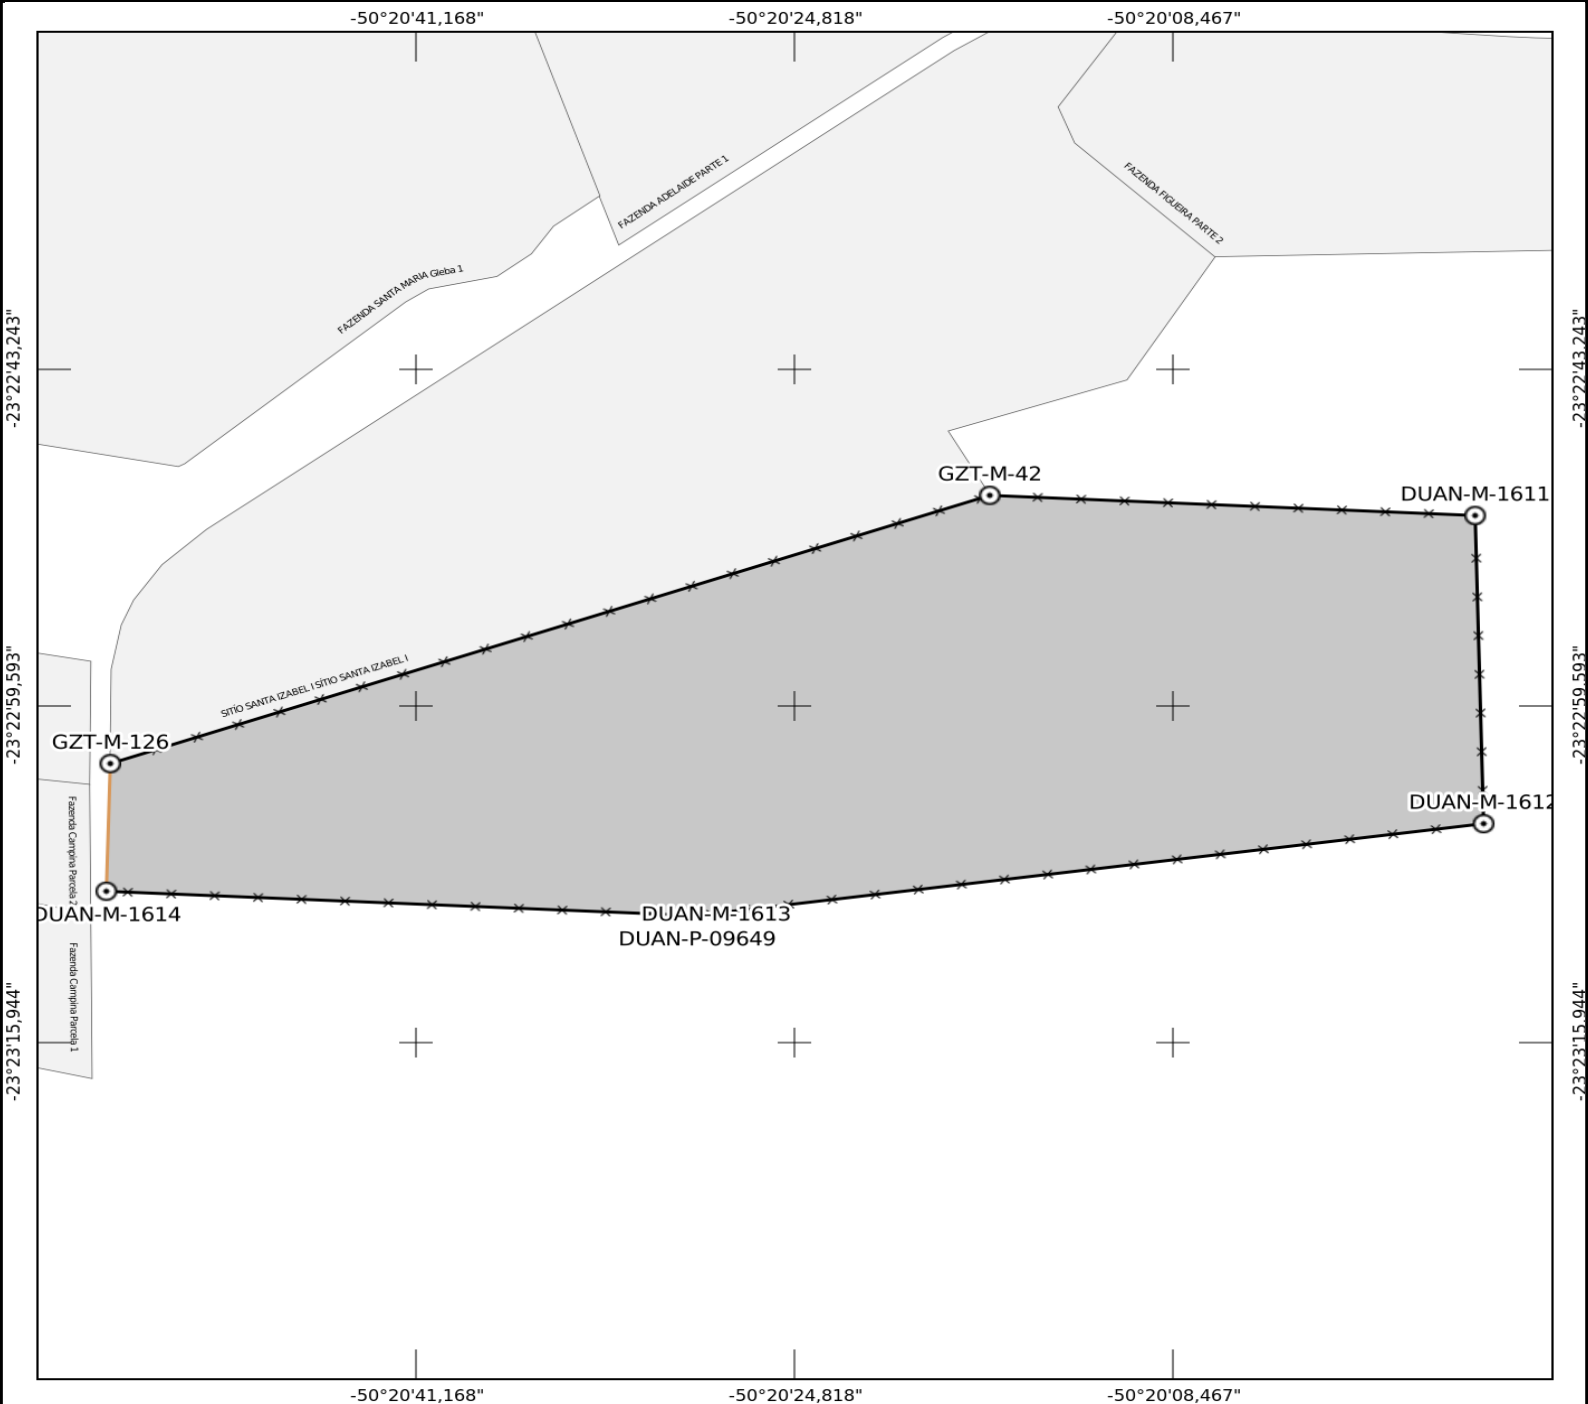 -50°20'41,168" -50°20'24,818" -50°20'08,467"
FAZENDA ADELAIDE PARTE 1
FAZENDA FIGUEIRA PARTE 2
FAZENDA SANTA MARIA Gleba 1
-23°22'43,243" -23°22'43,243"
GZT-M-42
DUAN-M-1611
SITIO SANTA IZABEL I SÍTIO SANTA IZABEL I
-23°22'59,593" -23°22'59,593"
GZT-M-126
DUAN-M-1612
Fazenda Campina Parcela 2
DUAN-M-1614
DUAN-M-1613
DUAN-P-09649
Fazenda Campina Parcela 1
-23°23'15,944" -23°23'15,944"
-50°20'41,168" -50°20'24,818" -50°20'08,467"